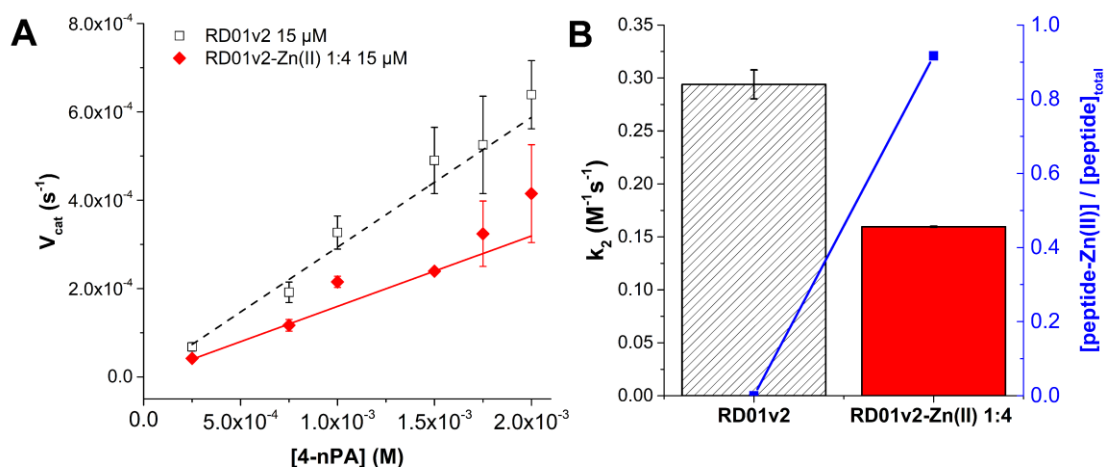 A
RD01v2 15 µM
RD01v2-Zn(II) 1:4 15 µM
8.0x10⁻⁴
6.0x10⁻⁴
4.0x10⁻⁴
2.0x10⁻⁴
0.0
V_cat (s⁻¹)
0.0
5.0x10⁻⁴
1.0x10⁻³
1.5x10⁻³
2.0x10⁻³
[4-nPA] (M)
B
0.35
0.30
0.25
0.20
0.15
0.10
0.05
0.00
k₂ (M⁻¹s⁻¹)
RD01v2
RD01v2-Zn(II) 1:4
1.0
0.8
0.6
0.4
0.2
0.0
[peptide-Zn(II)] / [peptide]_total